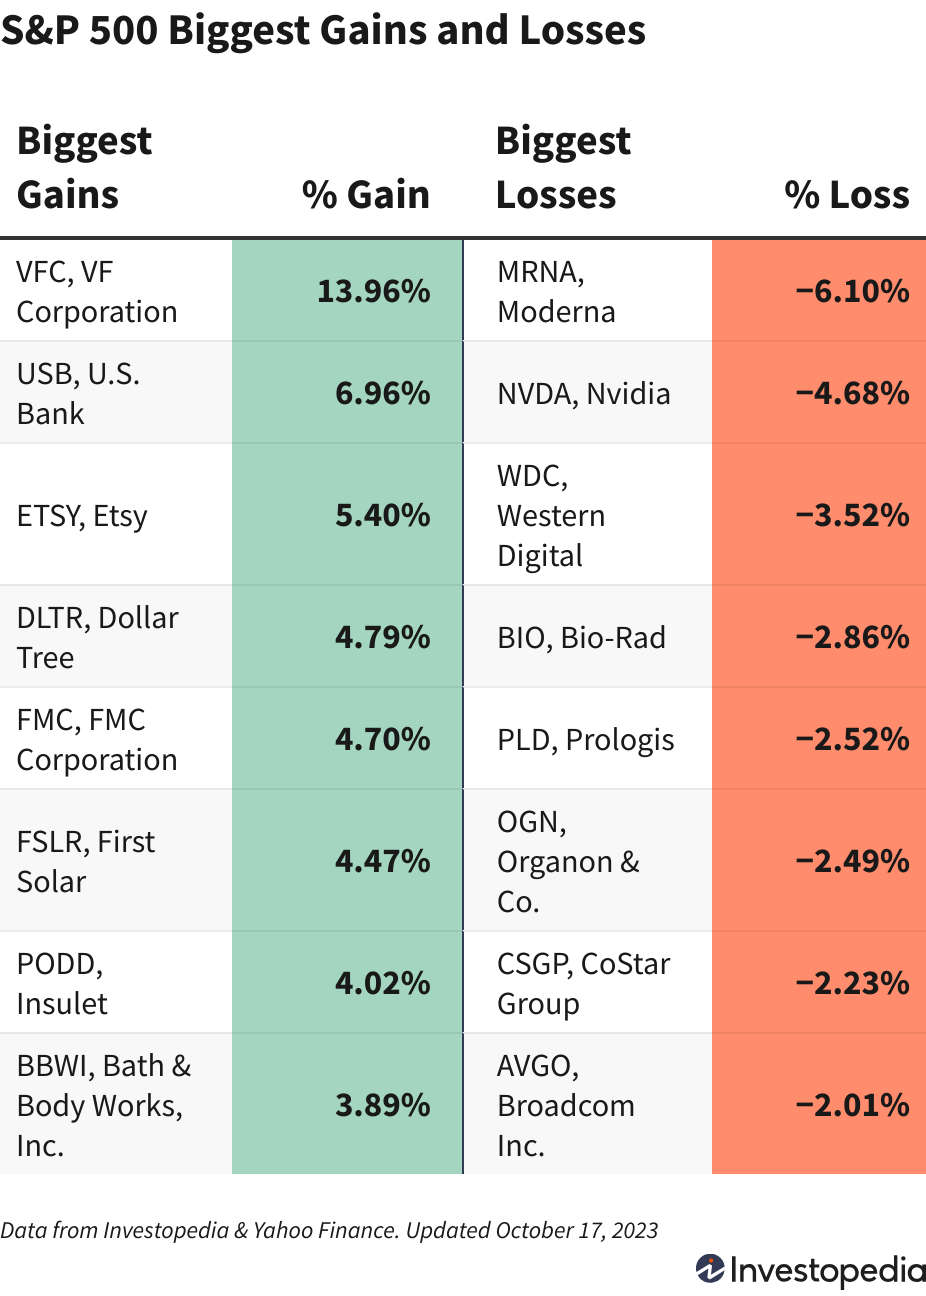 S&P 500 Biggest Gains and Losses
Biggest
Gains
% Gain
Biggest
Losses
% Loss
VFC, VF
Corporation
13.96%
MRNA,
Moderna
−6.10%
USB, U.S.
Bank
6.96%
NVDA, Nvidia
−4.68%
ETSY, Etsy
5.40%
WDC,
Western
Digital
−3.52%
DLTR, Dollar
Tree
4.79%
BIO, Bio-Rad
−2.86%
FMC, FMC
Corporation
4.70%
PLD, Prologis
−2.52%
FSLR, First
Solar
4.47%
OGN,
Organon &
Co.
−2.49%
PODD,
Insulet
4.02%
CSGP, CoStar
Group
−2.23%
BBWI, Bath &
Body Works,
Inc.
3.89%
AVGO,
Broadcom
Inc.
−2.01%
Data from Investopedia & Yahoo Finance. Updated October 17, 2023
Investopedia